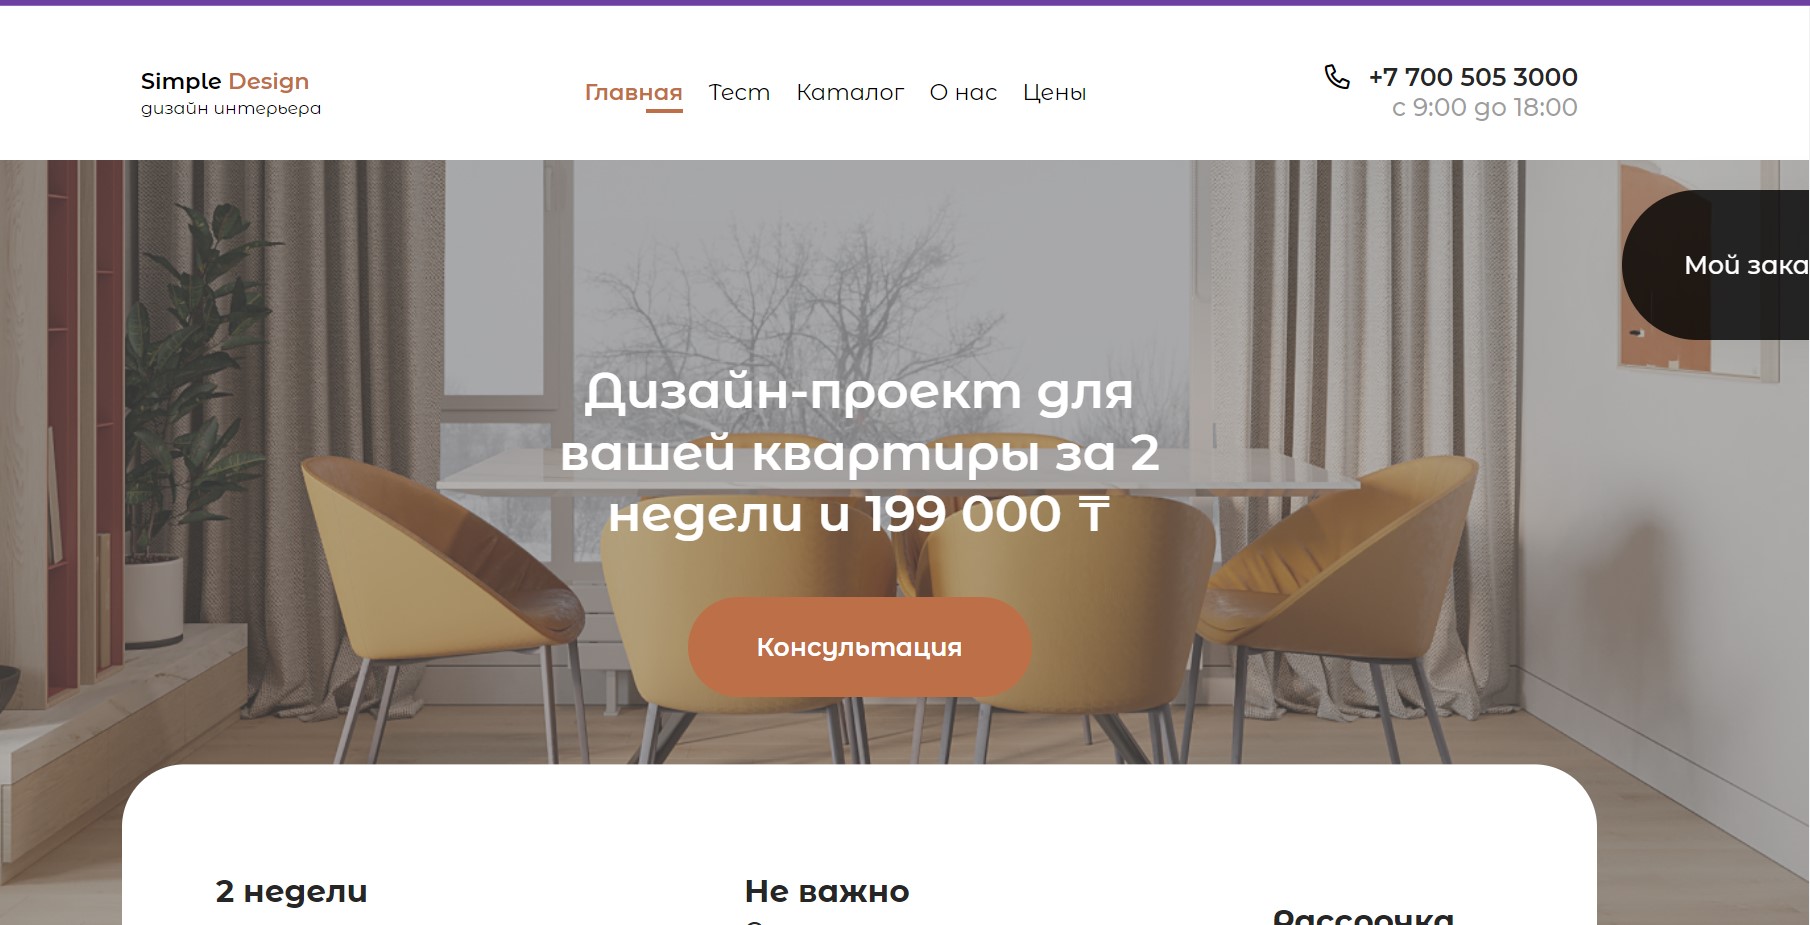 Simple Design
дизайн интерьера
Главная Тест Каталог О нас Цены
+7 700 505 3000
с 9:00 до 18:00
Мой зака
Дизайн-проект для
вашей квартиры за 2
недели и 199 000 ₸
Консультация
2 недели
Не важно
Рассрочка